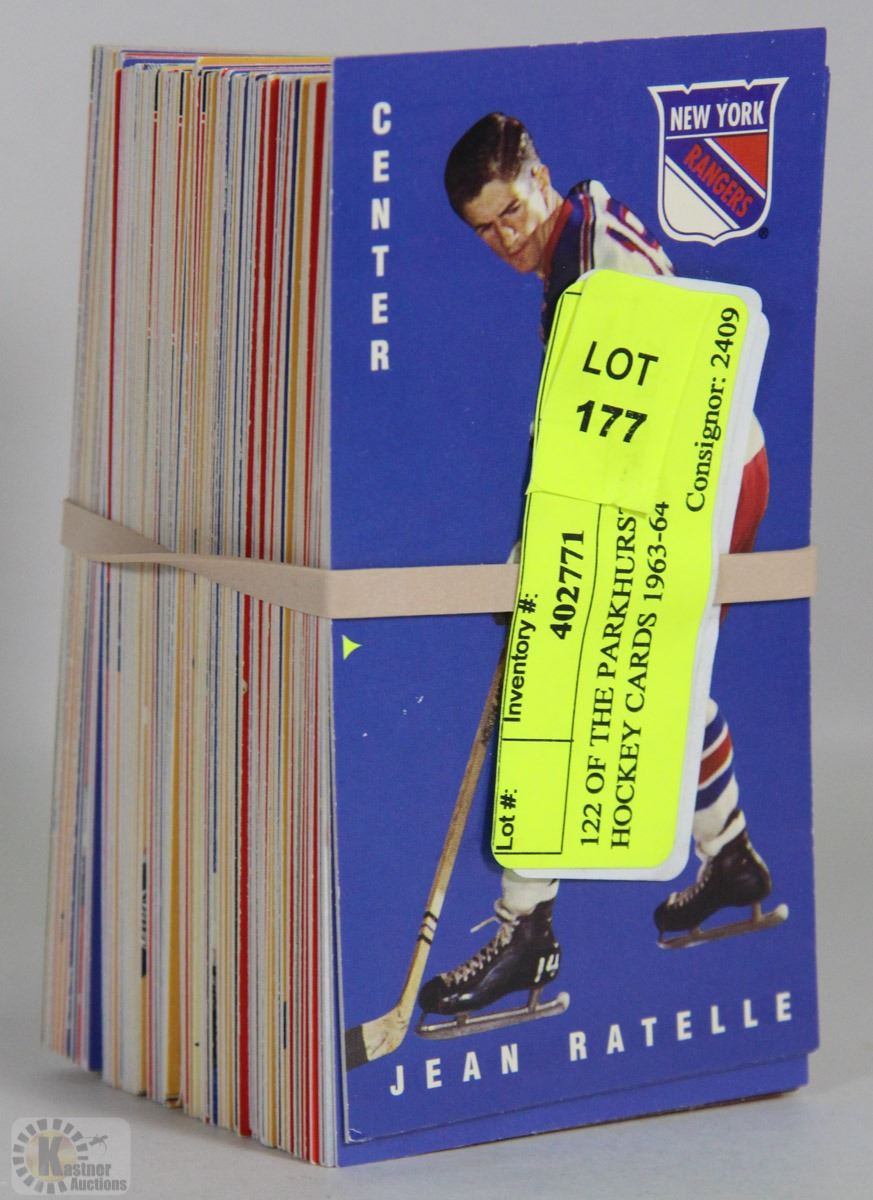 CENTER
NEW YORK
RANGERS
®
LOT
177
Consignor: 2409
Lot #:
Inventory #:
402771
122 OF THE PARKHURST
HOCKEY CARDS 1963-64
14
JEAN RATELLE
Kastner
Auctions